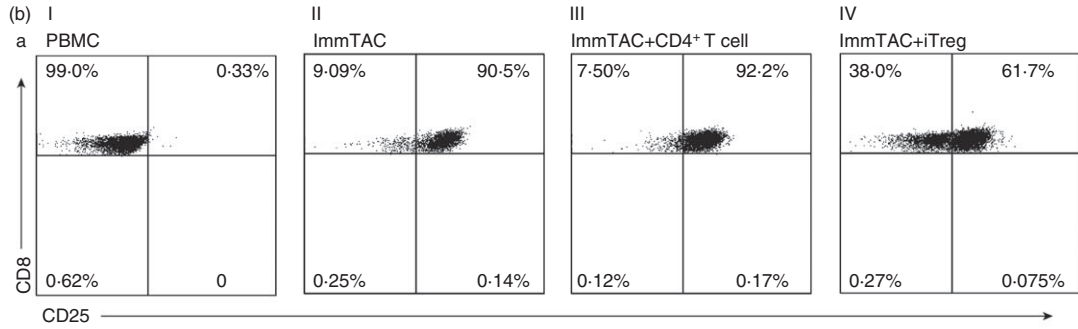 (b) I II III IV
a PBMC ImmTAC ImmTAC+CD4⁺ T cell ImmTAC+iTreg
99·0% 0·33% 9·09% 90·5% 7·50% 92·2% 38·0% 61·7%
CD8
0·62% 0 0·25% 0·14% 0·12% 0·17% 0·27% 0·075%
CD25